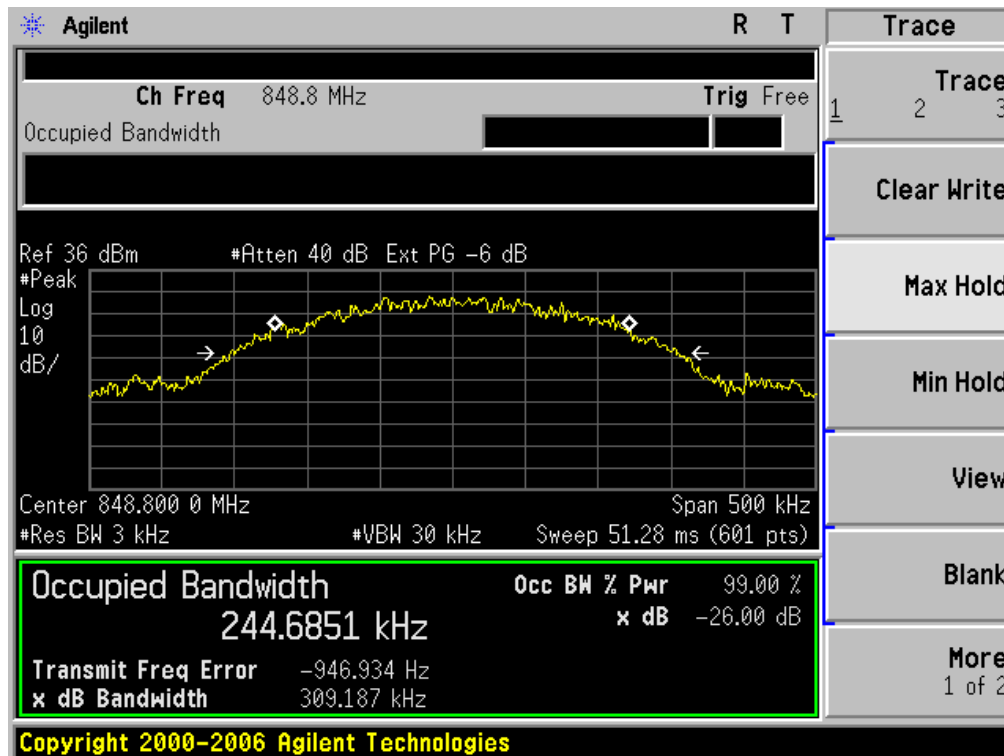 Agilent R T Trace
Ch Freq 848.8 MHz Trig Free
Occupied Bandwidth
Trace
1 2 3
Clear Write
Max Hold
Min Hold
View
Blank
More
1 of 2
Ref 36 dBm #Atten 40 dB Ext PG -6 dB
#Peak
Log
10
dB/
Center 848.800 0 MHz Span 500 kHz
#Res BW 3 kHz #VBW 30 kHz Sweep 51.28 ms (601 pts)
Occupied Bandwidth Occ BW % Pwr 99.00 %
244.6851 kHz x dB -26.00 dB
Transmit Freq Error -946.934 Hz
x dB Bandwidth 309.187 kHz
Copyright 2000-2006 Agilent Technologies